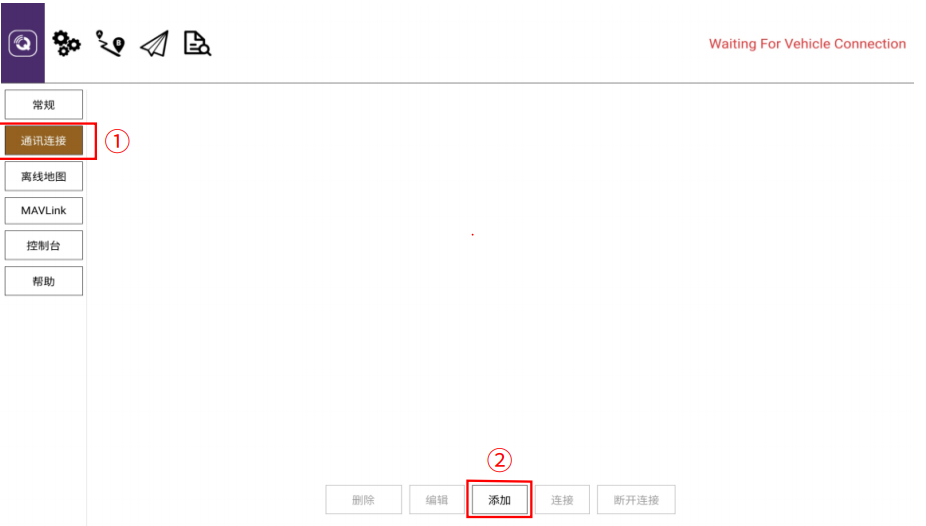 Waiting For Vehicle Connection
常规
通讯连接
①
离线地图
MAVLink
控制台
帮助
②
删除 编辑 添加 连接 断开连接